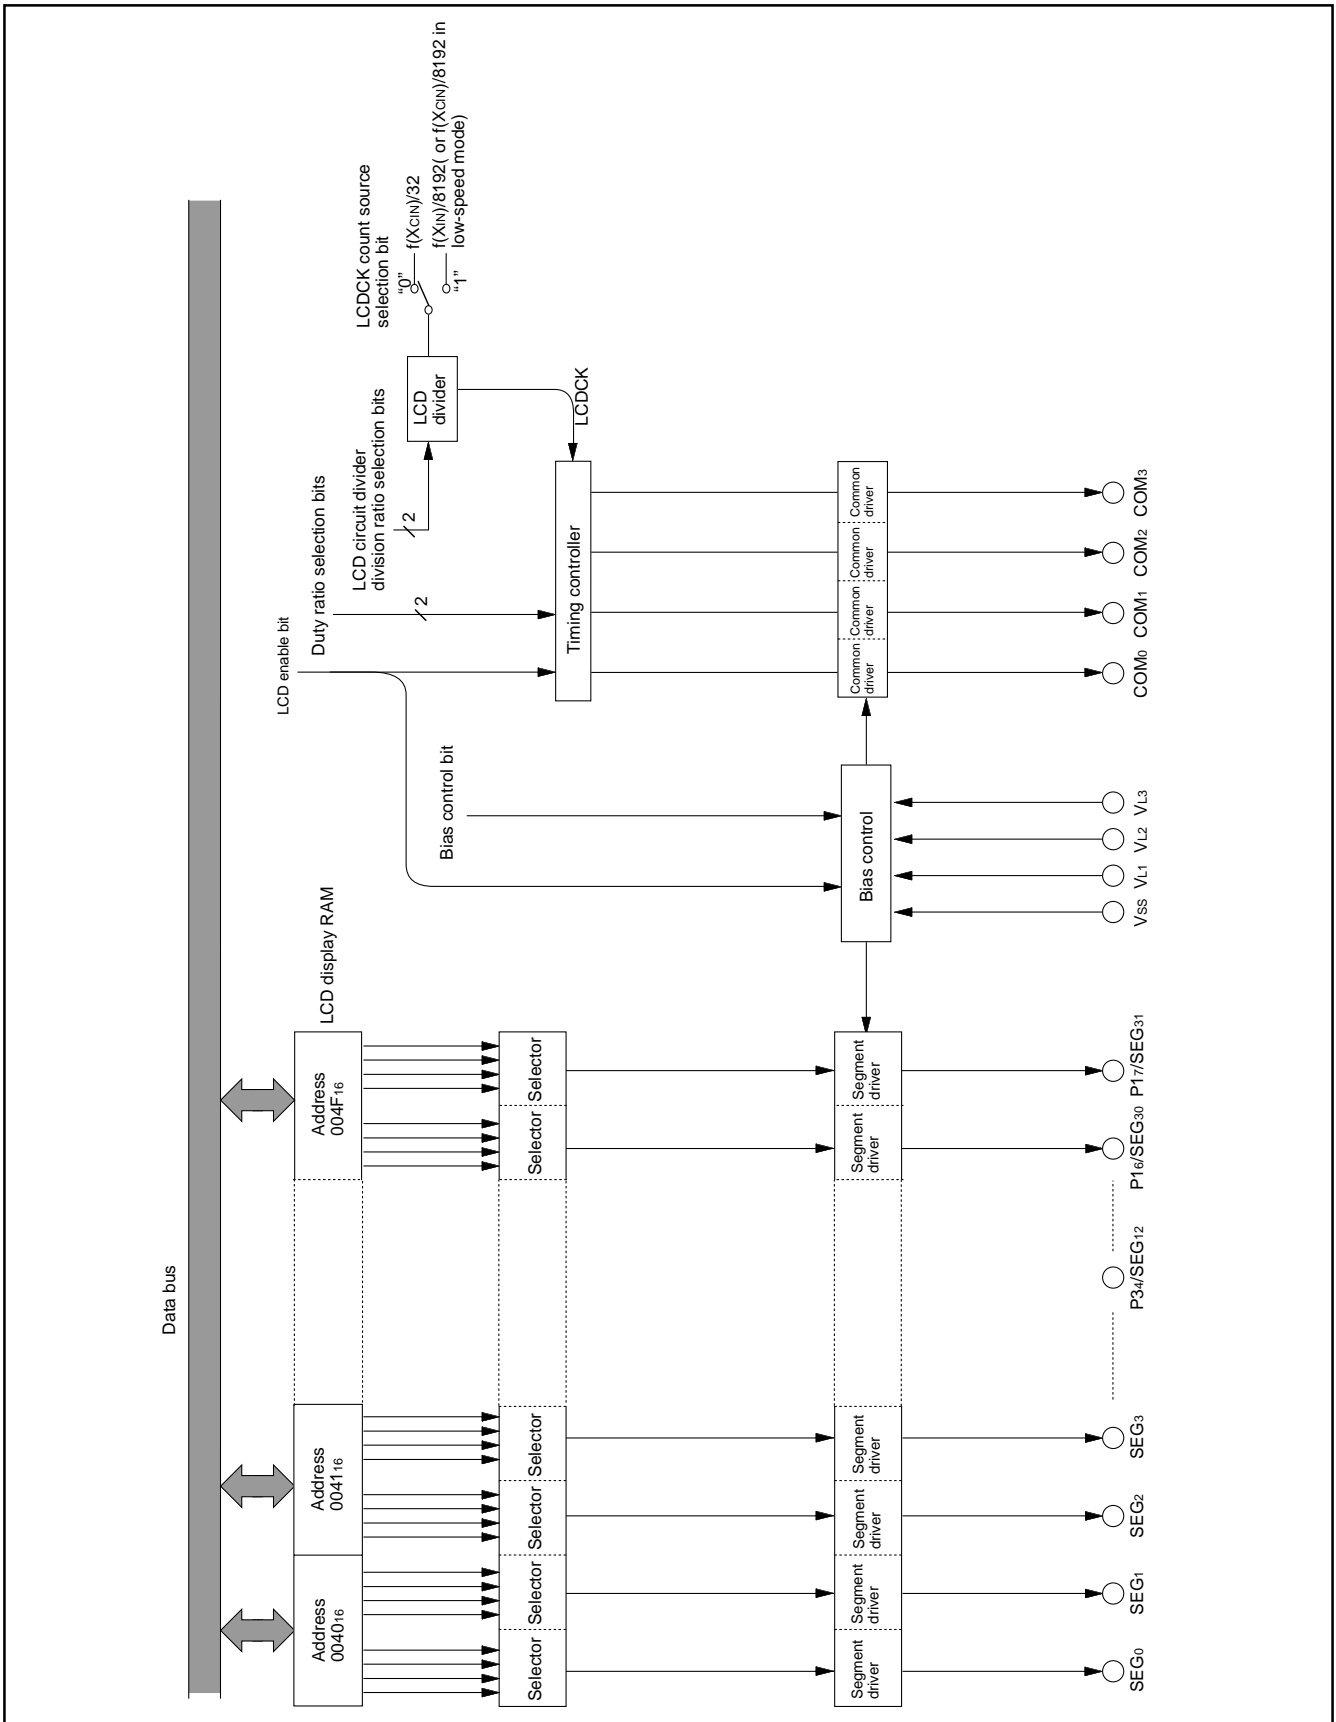 Data bus
LCD display RAM
Address
0040₁₆
Address
0041₁₆
Address
004F₁₆
Selector
Selector
Selector
Selector
Selector
Selector
Segment
driver
Segment
driver
Segment
driver
Segment
driver
Segment
driver
Segment
driver
SEG₀
SEG₁
SEG₂
SEG₃
P3₄/SEG₁₂
P1₆/SEG₃₀
P1₇/SEG₃₁
LCD enable bit
Duty ratio selection bits
2
LCD circuit divider
division ratio selection bits
2
LCDCK count source
selection bit
"0"
f(XCIN)/32
"1"
f(XIN)/8192( or f(XCIN)/8192 in
low-speed mode)
LCD
divider
LCDCK
Timing controller
Bias control bit
Bias control
Common
driver
Common
driver
Common
driver
Common
driver
VSS
VL1
VL2
VL3
COM₀
COM₁
COM₂
COM₃